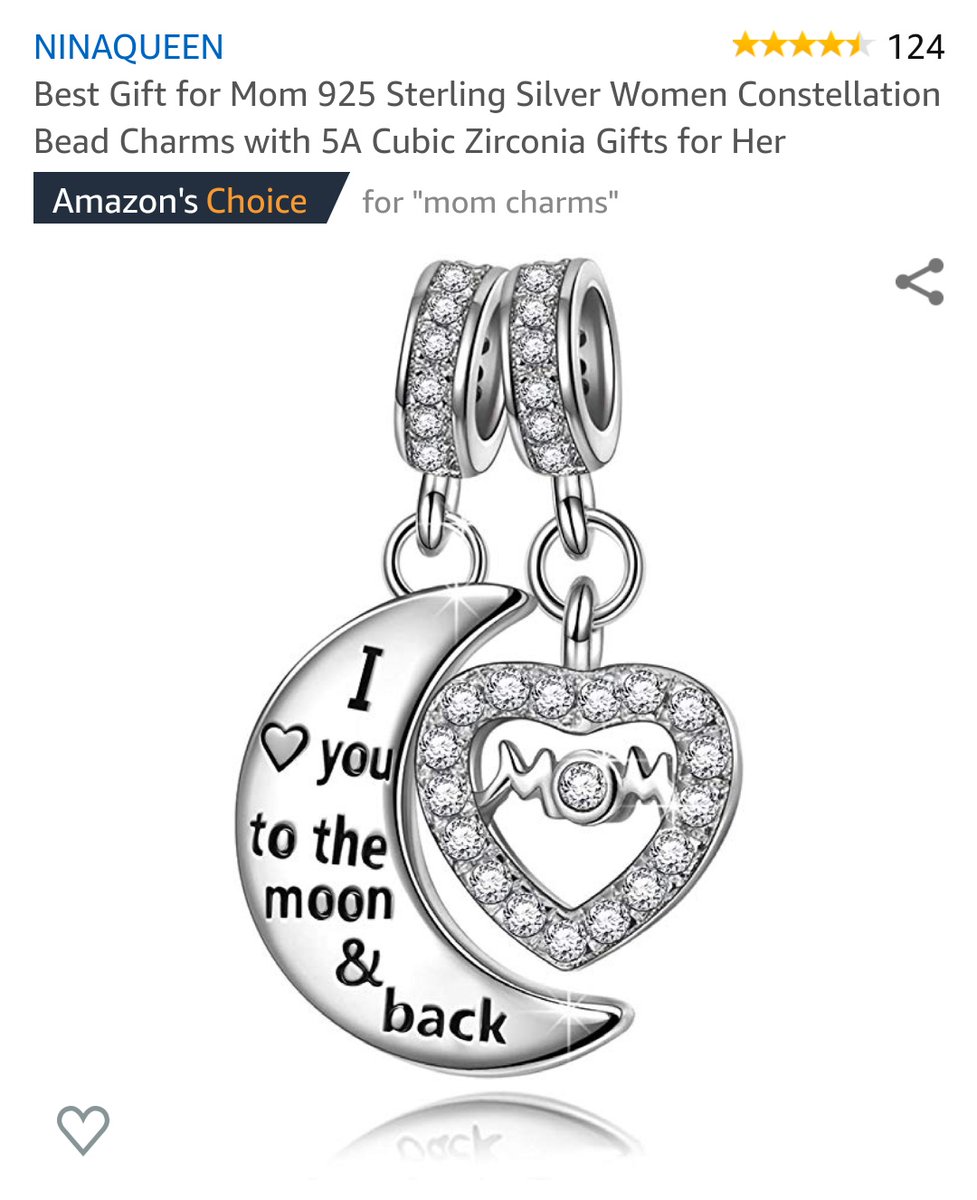 NINAQUEEN 124
Best Gift for Mom 925 Sterling Silver Women Constellation
Bead Charms with 5A Cubic Zirconia Gifts for Her
Amazon's Choice for "mom charms"
I
♡ you
to the
moon
&
back
MOM
back